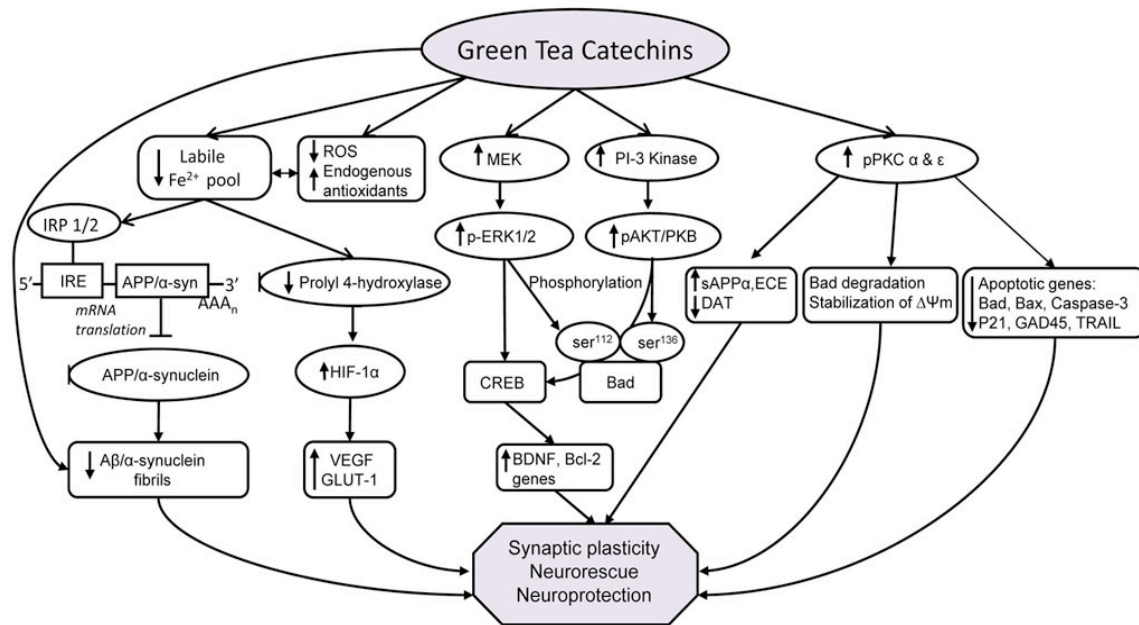 Green Tea Catechins
Labile
Fe²⁺ pool
ROS
Endogenous
antioxidants
MEK
PI-3 Kinase
pPKC α & ε
IRP 1/2
p-ERK1/2
pAKT/PKB
5′ IRE APP/α-syn 3′
AAAₙ
mRNA
translation
Prolyl 4-hydroxylase
Phosphorylation
sAPPα,ECE
DAT
Bad degradation
Stabilization of ΔΨm
Apoptotic genes:
Bad, Bax, Caspase-3
P21, GAD45, TRAIL
ser¹¹² ser¹³⁶
APP/α-synuclein
HIF-1α
CREB
Bad
Aβ/α-synuclein
fibrils
VEGF
GLUT-1
BDNF, Bcl-2
genes
Synaptic plasticity
Neurorescue
Neuroprotection